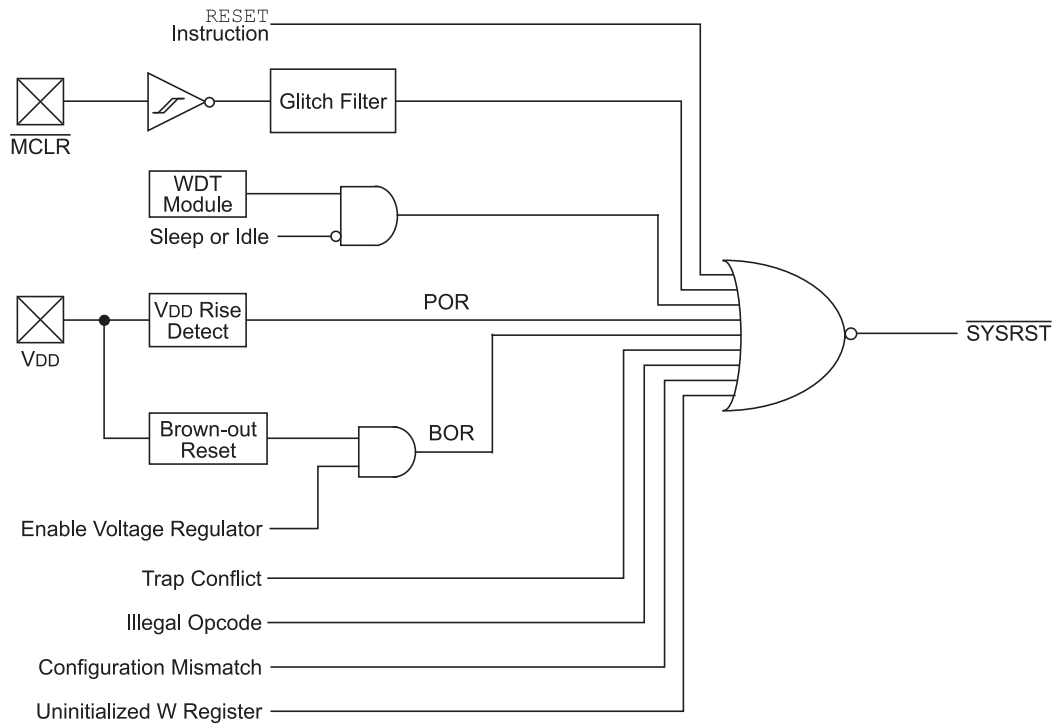 RESET
Instruction
MCLR
Glitch Filter
WDT
Module
Sleep or Idle
VDD
VDD Rise
Detect
POR
SYSRST
Brown-out
Reset
BOR
Enable Voltage Regulator
Trap Conflict
Illegal Opcode
Configuration Mismatch
Uninitialized W Register